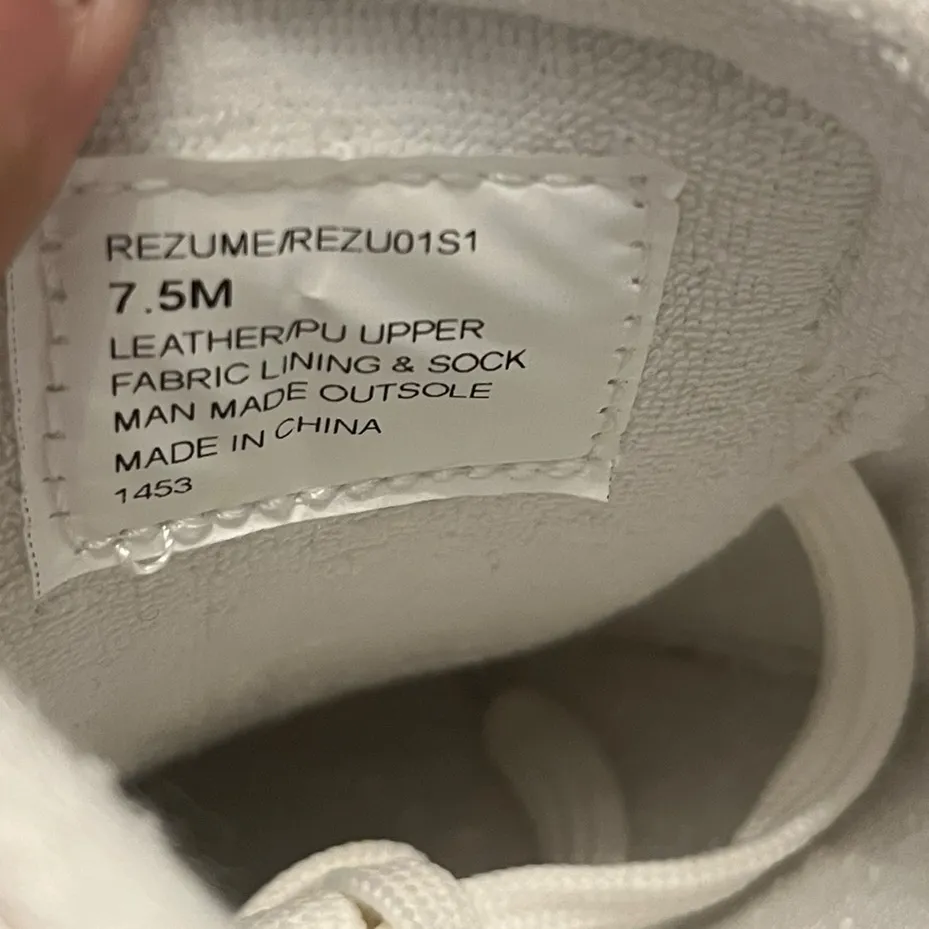 REZUME/REZU01S1
7.5M
LEATHER/PU UPPER
FABRIC LINING & SOCK
MAN MADE OUTSOLE
MADE IN CHINA
1453